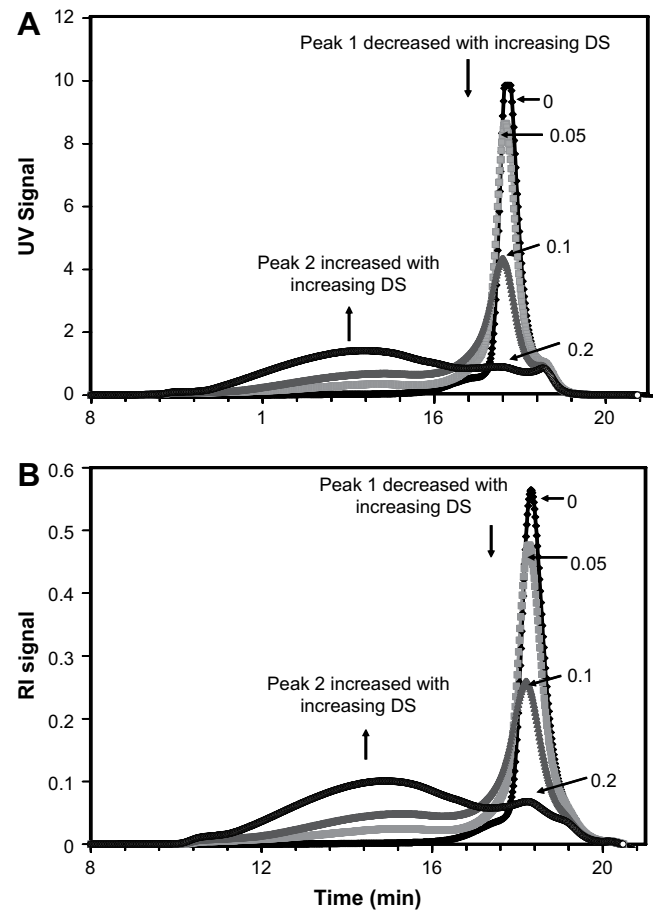 A
12
Peak 1 decreased with increasing DS
10
0
0.05
8
UV Signal
6
0.1
Peak 2 increased with
increasing DS
4
2
0.2
0
8
1
16
20
B
0.6
Peak 1 decreased with
increasing DS
0
0.5
0.05
0.4
RI signal
0.3
Peak 2 increased with
increasing DS
0.1
0.2
0.2
0.1
0
8
12
16
20
Time (min)